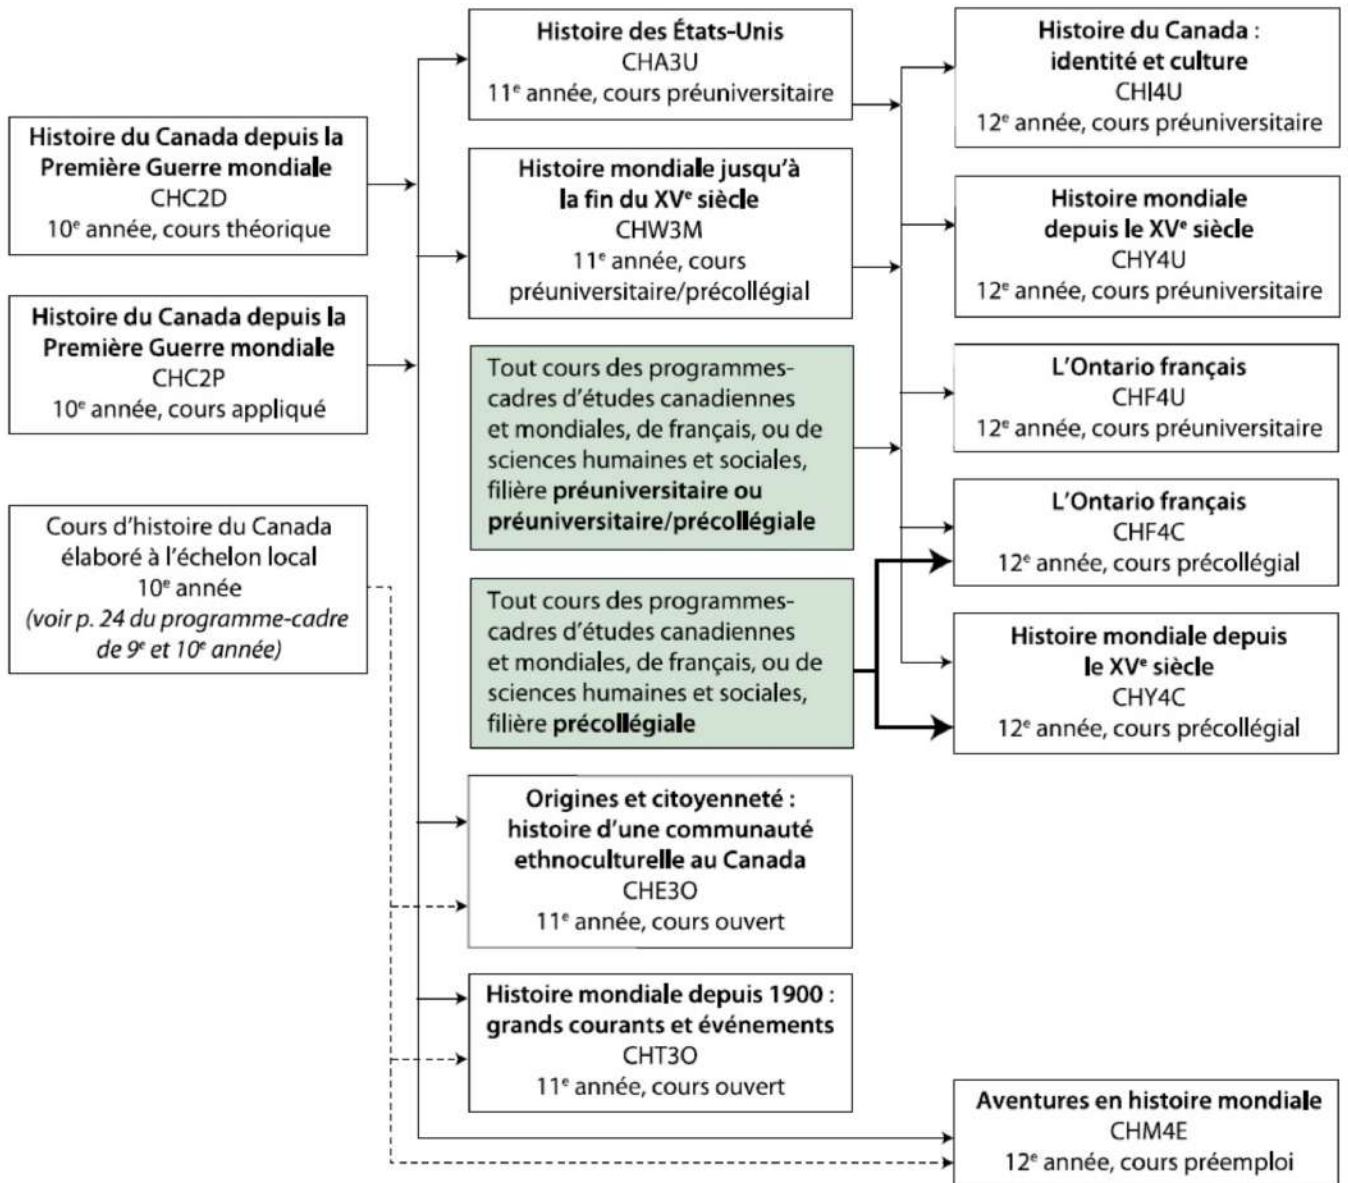 Histoire du Canada depuis la
Première Guerre mondiale
CHC2D
10e année, cours théorique
Histoire du Canada depuis la
Première Guerre mondiale
CHC2P
10e année, cours appliqué
Cours d'histoire du Canada
élaboré à l'échelon local
10e année
(voir p. 24 du programme-cadre
de 9e et 10e année)
Histoire des États-Unis
CHA3U
11e année, cours préuniversitaire
Histoire mondiale jusqu'à
la fin du XVe siècle
CHW3M
11e année, cours
préuniversitaire/précollégial
Tout cours des programmes-
cadres d'études canadiennes
et mondiales, de français, ou de
sciences humaines et sociales,
filière préuniversitaire ou
préuniversitaire/précollégiale
Tout cours des programmes-
cadres d'études canadiennes
et mondiales, de français, ou de
sciences humaines et sociales,
filière précollégiale
Origines et citoyenneté :
histoire d'une communauté
ethnoculturelle au Canada
CHE3O
11e année, cours ouvert
Histoire mondiale depuis 1900 :
grands courants et événements
CHT3O
11e année, cours ouvert
Histoire du Canada :
identité et culture
CHI4U
12e année, cours préuniversitaire
Histoire mondiale
depuis le XVe siècle
CHY4U
12e année, cours préuniversitaire
L'Ontario français
CHF4U
12e année, cours préuniversitaire
L'Ontario français
CHF4C
12e année, cours précollégial
Histoire mondiale depuis
le XVe siècle
CHY4C
12e année, cours précollégial
Aventures en histoire mondiale
CHM4E
12e année, cours préemploi